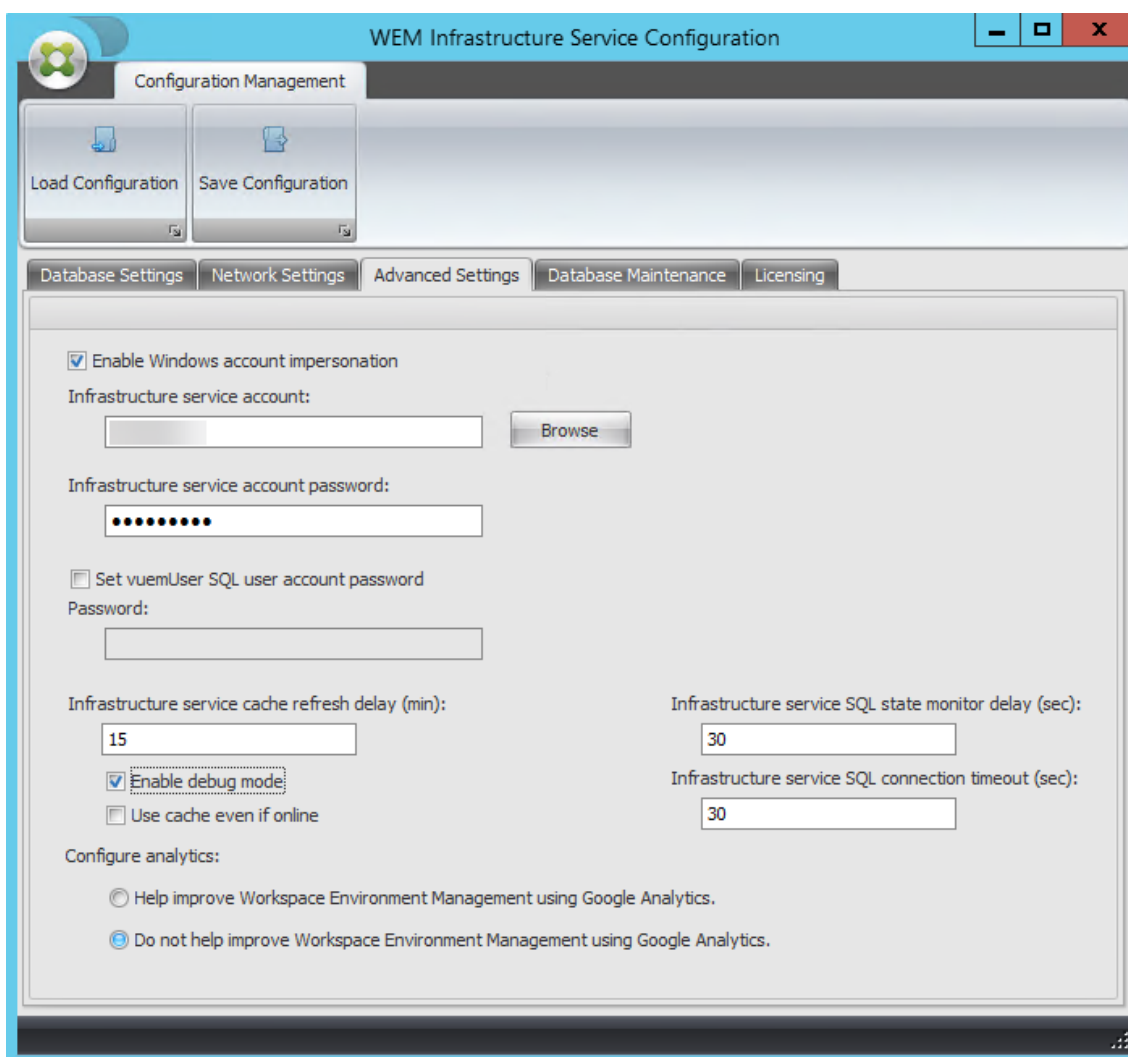 WEM Infrastructure Service Configuration
Configuration Management
Load Configuration
Save Configuration
Database Settings
Network Settings
Advanced Settings
Database Maintenance
Licensing
Enable Windows account impersonation
Infrastructure service account:
Browse
Infrastructure service account password:
•••••••••
Set vuemUser SQL user account password
Password:
Infrastructure service cache refresh delay (min):
Infrastructure service SQL state monitor delay (sec):
15
30
Enable debug mode
Infrastructure service SQL connection timeout (sec):
Use cache even if online
30
Configure analytics:
Help improve Workspace Environment Management using Google Analytics.
Do not help improve Workspace Environment Management using Google Analytics.